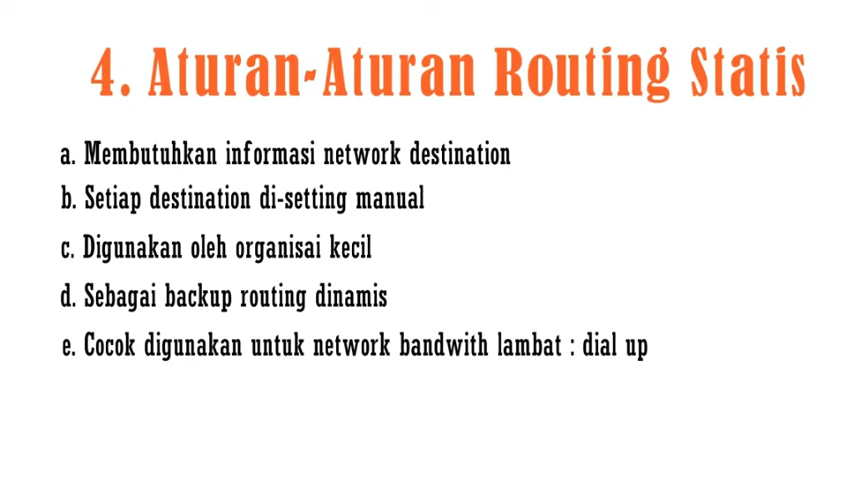 4. Aturan-Aturan Routing Statis
a. Membutuhkan informasi network destination
b. Setiap destination di-setting manual
c. Digunakan oleh organisai kecil
d. Sebagai backup routing dinamis
e. Cocok digunakan untuk network bandwith lambat : dial up